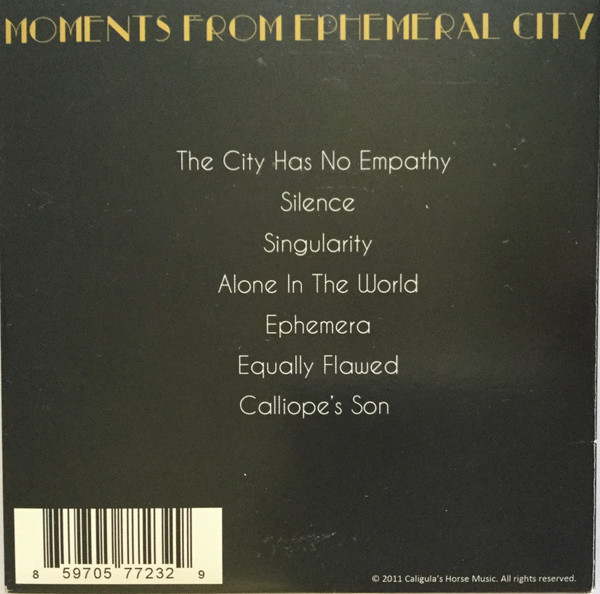 MOMENTS FROM EPHEMERAL CITY
The City Has No Empathy
Silence
Singularity
Alone In The World
Ephemera
Equally Flawed
Calliope's Son
8 59705 77232 9
© 2011 Caligula's Horse Music. All rights reserved.